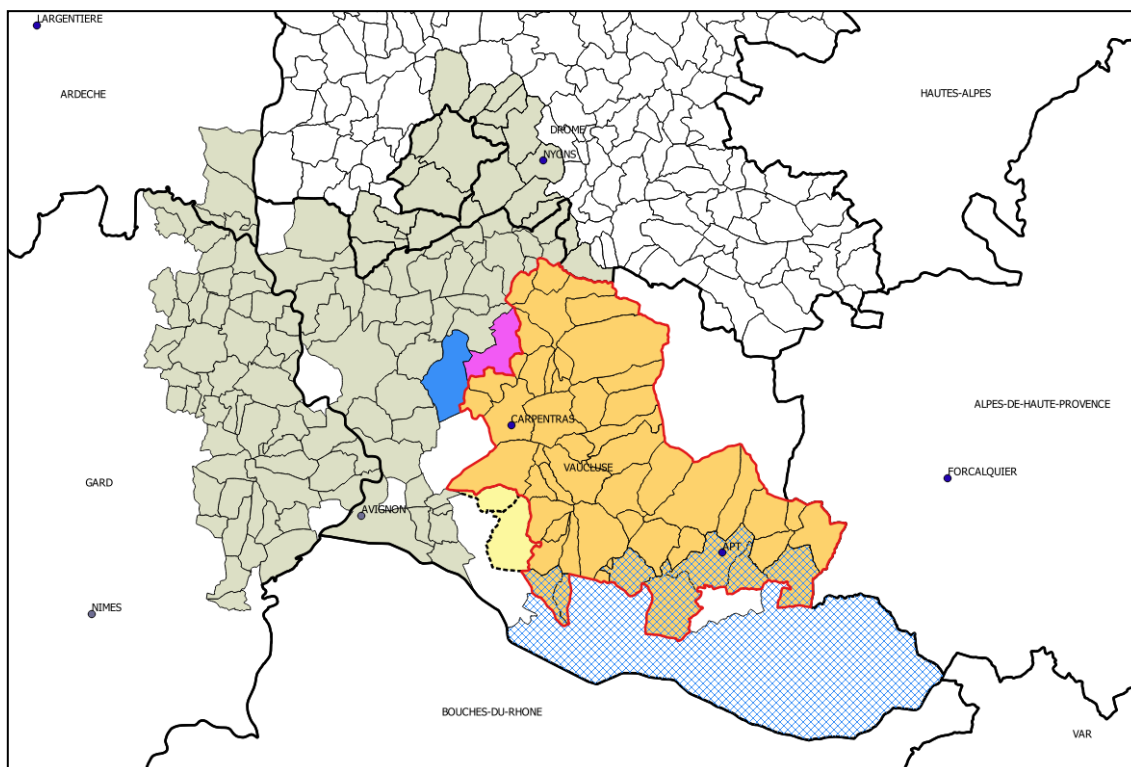 LARGENTIERE
ARDECHE
HAUTES-ALPES
DROME
NYONS
CARPENTRAS
ALPES-DE-HAUTE-PROVENCE
VAUCLUSE
FORCALQUIER
GARD
AVIGNON
APT
NIMES
BOUCHES-DU-RHONE
VAR